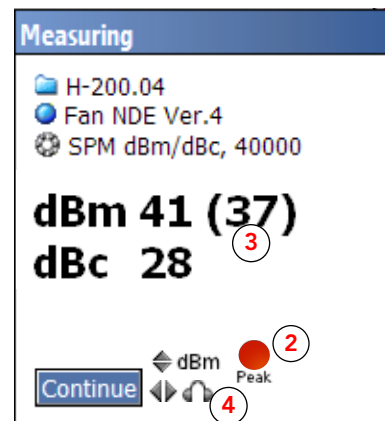 Measuring
H-200.04
Fan NDE Ver.4
SPM dBm/dBc, 40000
dBm 41 (37)
3
dBc 28
dBm
2
Peak
Continue
4